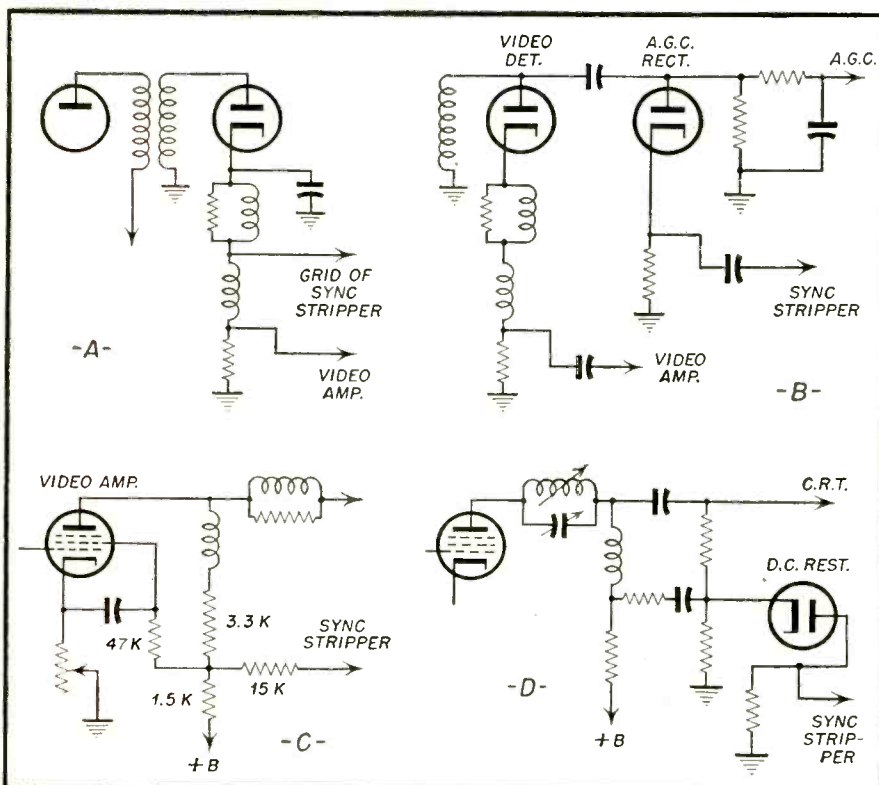 GRID OF
SYNC
STRIPPER
VIDEO
AMP.
-A-
VIDEO
DET.
A.G.C.
RECT.
A.G.C.
SYNC
STRIPPER
VIDEO
AMP.
-B-
VIDEO AMP.
47K
3.3 K
SYNC
STRIPPER
1.5 K
15 K
+B
-C-
C.R.T.
D.C. REST.
-D-
+B
SYNC
STRIP-
PER